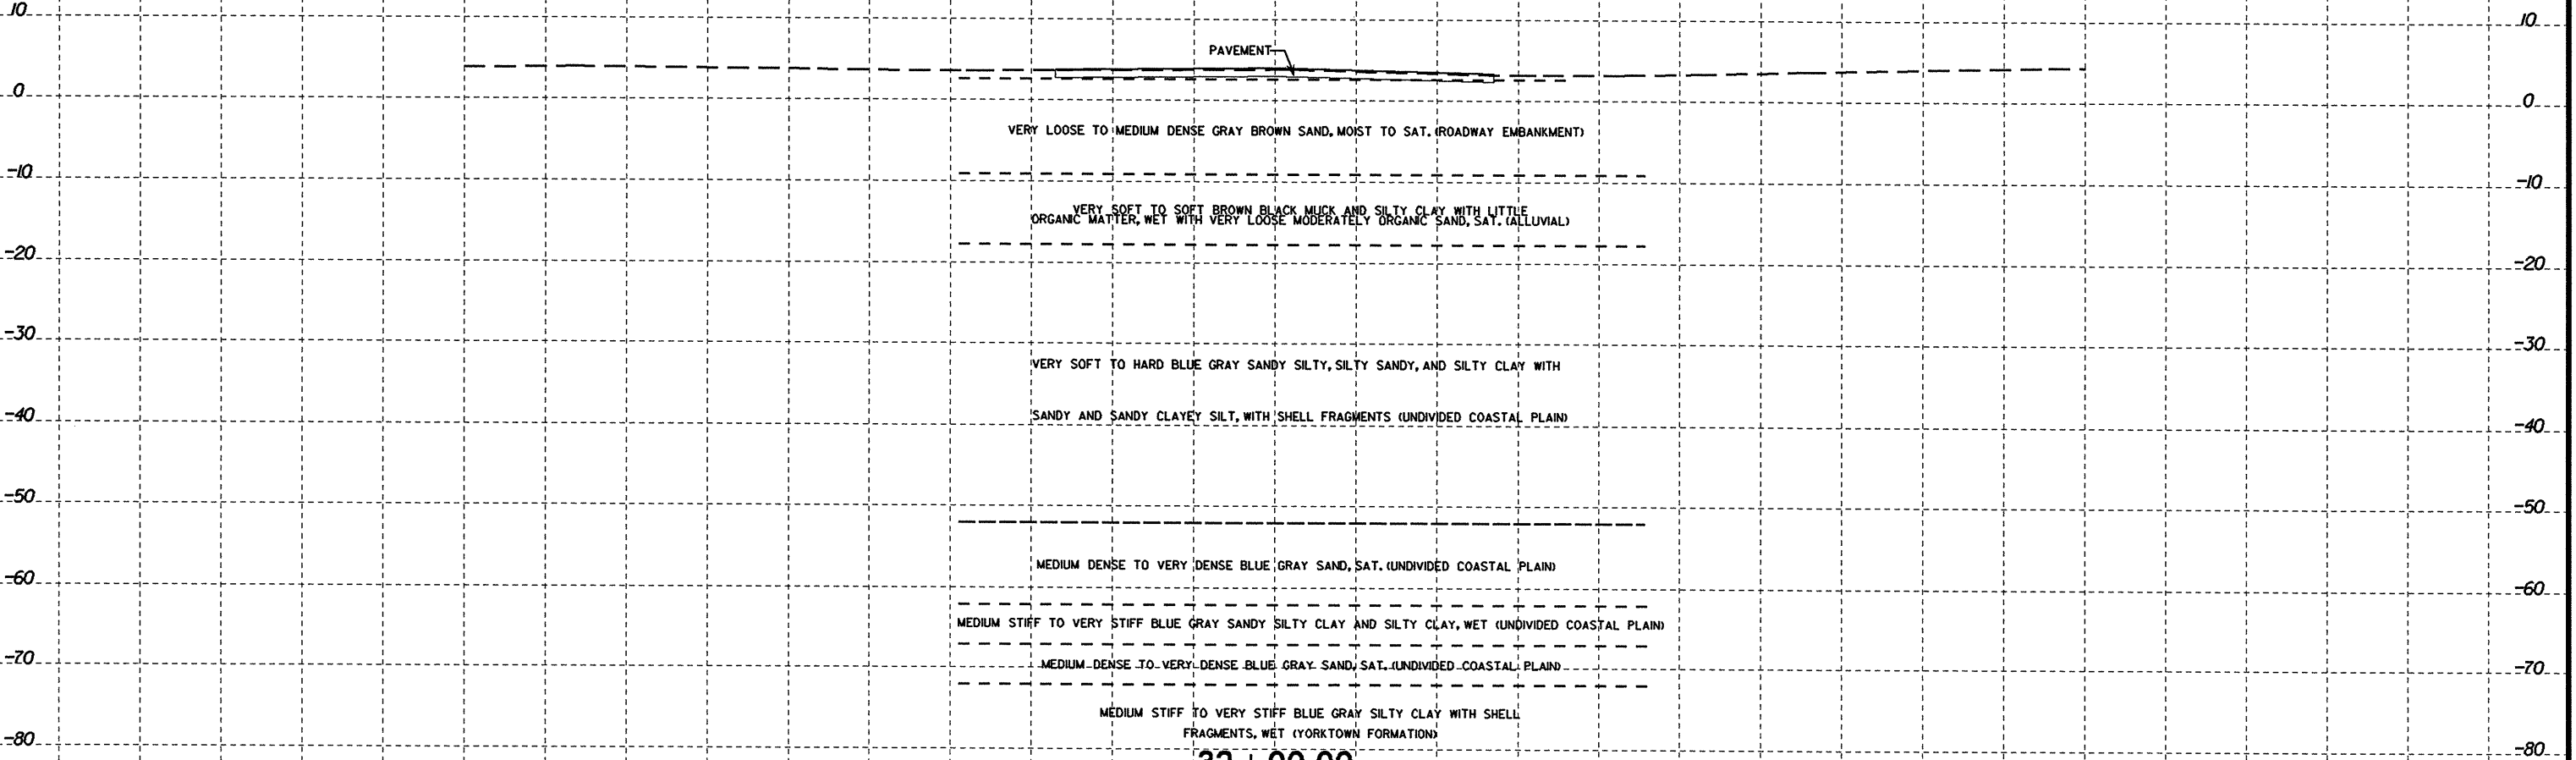 10 10
PAVEMENT
0 0
VERY LOOSE TO MEDIUM DENSE GRAY BROWN SAND, MOIST TO SAT. (ROADWAY EMBANKMENT)
-10 -10
VERY SOFT TO SOFT BROWN BLACK MUCK AND SILTY CLAY WITH LITTLE
ORGANIC MATTER, WET WITH VERY LOOSE MODERATELY ORGANIC SAND, SAT. (ALLUVIAL)
-20 -20
-30 -30
VERY SOFT TO HARD BLUE GRAY SANDY SILTY, SILTY SANDY, AND SILTY CLAY WITH
-40 -40
SANDY AND SANDY CLAYEY SILT, WITH SHELL FRAGMENTS (UNDIVIDED COASTAL PLAIN)
-50 -50
MEDIUM DENSE TO VERY DENSE BLUE GRAY SAND, SAT. (UNDIVIDED COASTAL PLAIN)
-60 -60
MEDIUM STIFF TO VERY STIFF BLUE GRAY SANDY SILTY CLAY AND SILTY CLAY, WET (UNDIVIDED COASTAL PLAIN)
-70 -70
MEDIUM DENSE TO VERY DENSE BLUE GRAY SAND, SAT. (UNDIVIDED COASTAL PLAIN)
MEDIUM STIFF TO VERY STIFF BLUE GRAY SILTY CLAY WITH SHELL
FRAGMENTS, WET (YORKTOWN FORMATION)
-80 -80